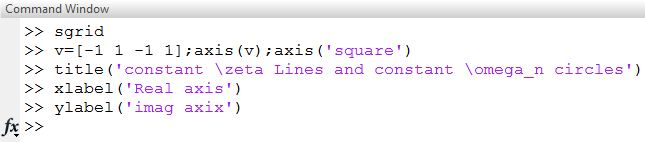 Command Window
>> sgrid
>> v=[-1 1 -1 1];axis(v);axis('square')
>> title('constant \zeta Lines and constant \omega_n circles')
>> xlabel('Real axis')
>> ylabel('imag axix')
fx >>